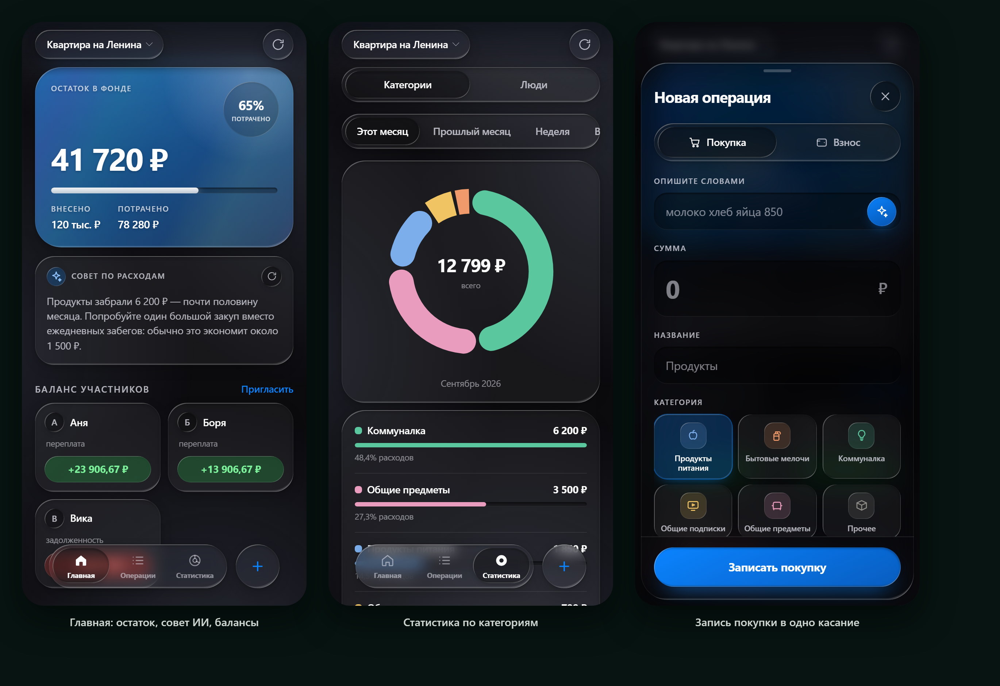 Квартира на Ленина
ОСТАТОК В ФОНДЕ
65%
ПОТРАЧЕНО
41 720 ₽
ВНЕСЕНО
ПОТРАЧЕНО
120 тыс. ₽
78 280 ₽
СОВЕТ ПО РАСХОДАМ
Продукты забрали 6 200 ₽ — почти половину
месяца. Попробуйте один большой закуп вместо
ежедневных забегов: обычно это экономит около
1 500 ₽.
БАЛАНС УЧАСТНИКОВ
Пригласить
А
Аня
переплата
+23 906,67 ₽
Б
Боря
переплата
+13 906,67 ₽
В
Вика
задолженность
Главная
Операции
Статистика
Главная: остаток, совет ИИ, балансы
Квартира на Ленина
Категории
Люди
Этот месяц
Прошлый месяц
Неделя
12 799 ₽
всего
Сентябрь 2026
Коммуналка
6 200 ₽
48,4% расходов
Общие предметы
3 500 ₽
27,3% расходов
Продукты питания
Главная
Операции
Статистика
Статистика по категориям
Новая операция
Покупка
Взнос
ОПИШИТЕ СЛОВАМИ
молоко хлеб яйца 850
СУММА
0
₽
НАЗВАНИЕ
Продукты
КАТЕГОРИЯ
Продукты
питания
Бытовые мелочи
Коммуналка
Общие подписки
Общие предметы
Прочее
Записать покупку
Запись покупки в одно касание